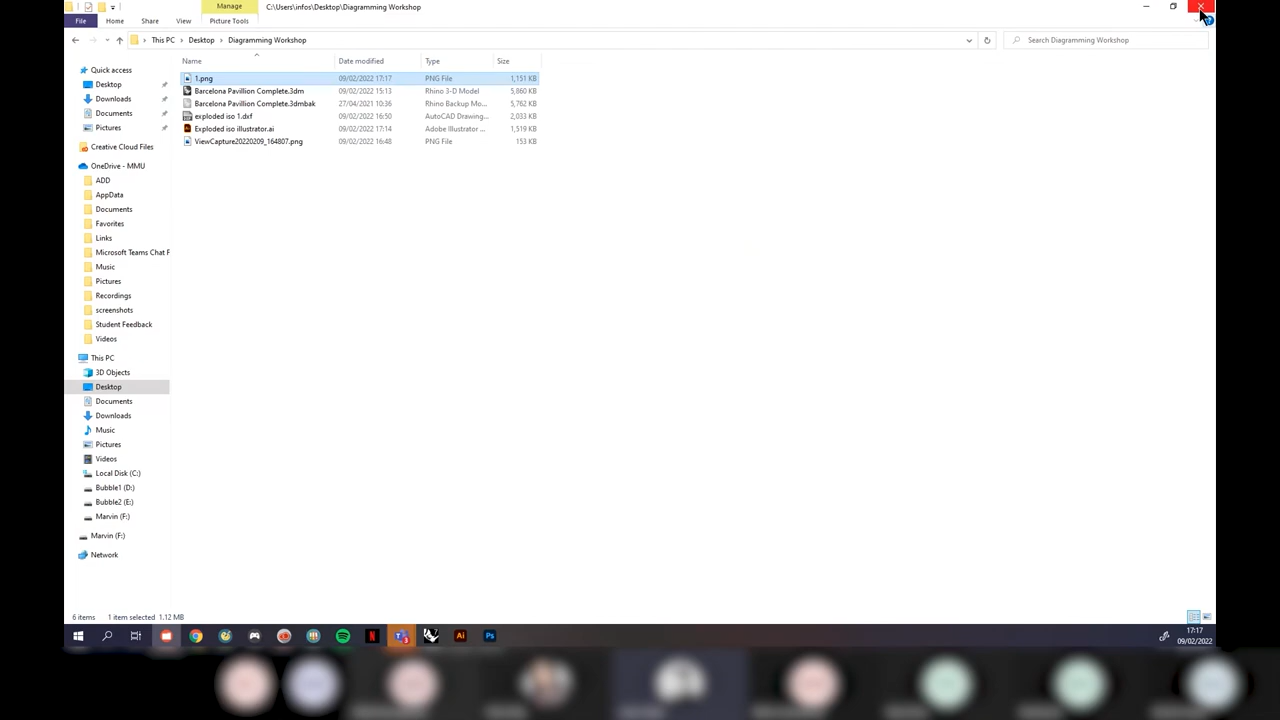 Manage C:\Users\infos\Desktop\Diagramming Workshop
File Home Share View Picture Tools
This PC Desktop Diagramming Workshop Search Diagramming Workshop
Name Date modified Type Size
1.png 09/02/2022 17:17 PNG File 1,151 KB
Barcelona Pavillion Complete.3dm 09/02/2022 15:13 Rhino 3-D Model 5,860 KB
Barcelona Pavillion Complete.3dmbak 27/04/2021 10:36 Rhino Backup Mo... 5,762 KB
exploded iso 1.dxf 09/02/2022 16:50 AutoCAD Drawing... 2,033 KB
Exploded iso illustrator.ai 09/02/2022 17:14 Adobe Illustrator ... 1,519 KB
ViewCapture20220209_164807.png 09/02/2022 16:48 PNG File 153 KB
Quick access
Desktop
Downloads
Documents
Pictures
Creative Cloud Files
OneDrive - MMU
ADD
AppData
Documents
Favorites
Links
Microsoft Teams Chat F
Music
Pictures
Recordings
screenshots
Student Feedback
Videos
This PC
3D Objects
Desktop
Documents
Downloads
Music
Pictures
Videos
Local Disk (C:)
Bubble1 (D:)
Bubble2 (E:)
Marvin (F:)
Marvin (F:)
Network
6 items 1 item selected 1.12 MB
Ai Ps
17:17
09/02/2022